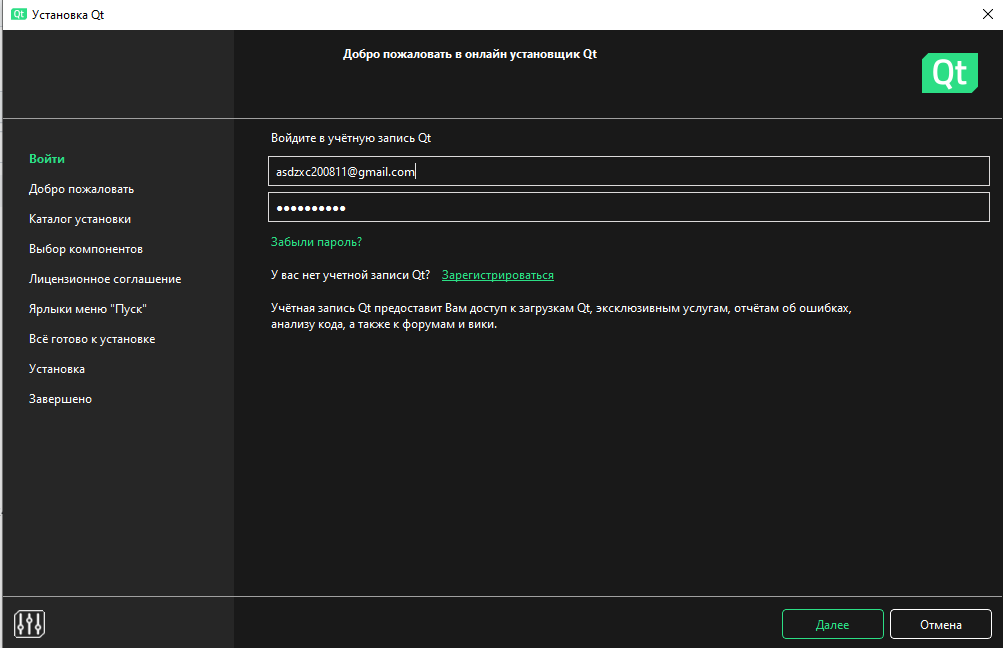 Qt Установка Qt
Добро пожаловать в онлайн установщик Qt
Qt
Войти
Добро пожаловать
Каталог установки
Выбор компонентов
Лицензионное соглашение
Ярлыки меню "Пуск"
Всё готово к установке
Установка
Завершено
Войдите в учётную запись Qt
asdzxc200811@gmail.com
●●●●●●●●●●
Забыли пароль?
У вас нет учетной записи Qt? Зарегистрироваться
Учётная запись Qt предоставит Вам доступ к загрузкам Qt, эксклюзивным услугам, отчётам об ошибках,
анализу кода, а также к форумам и вики.
Далее Отмена